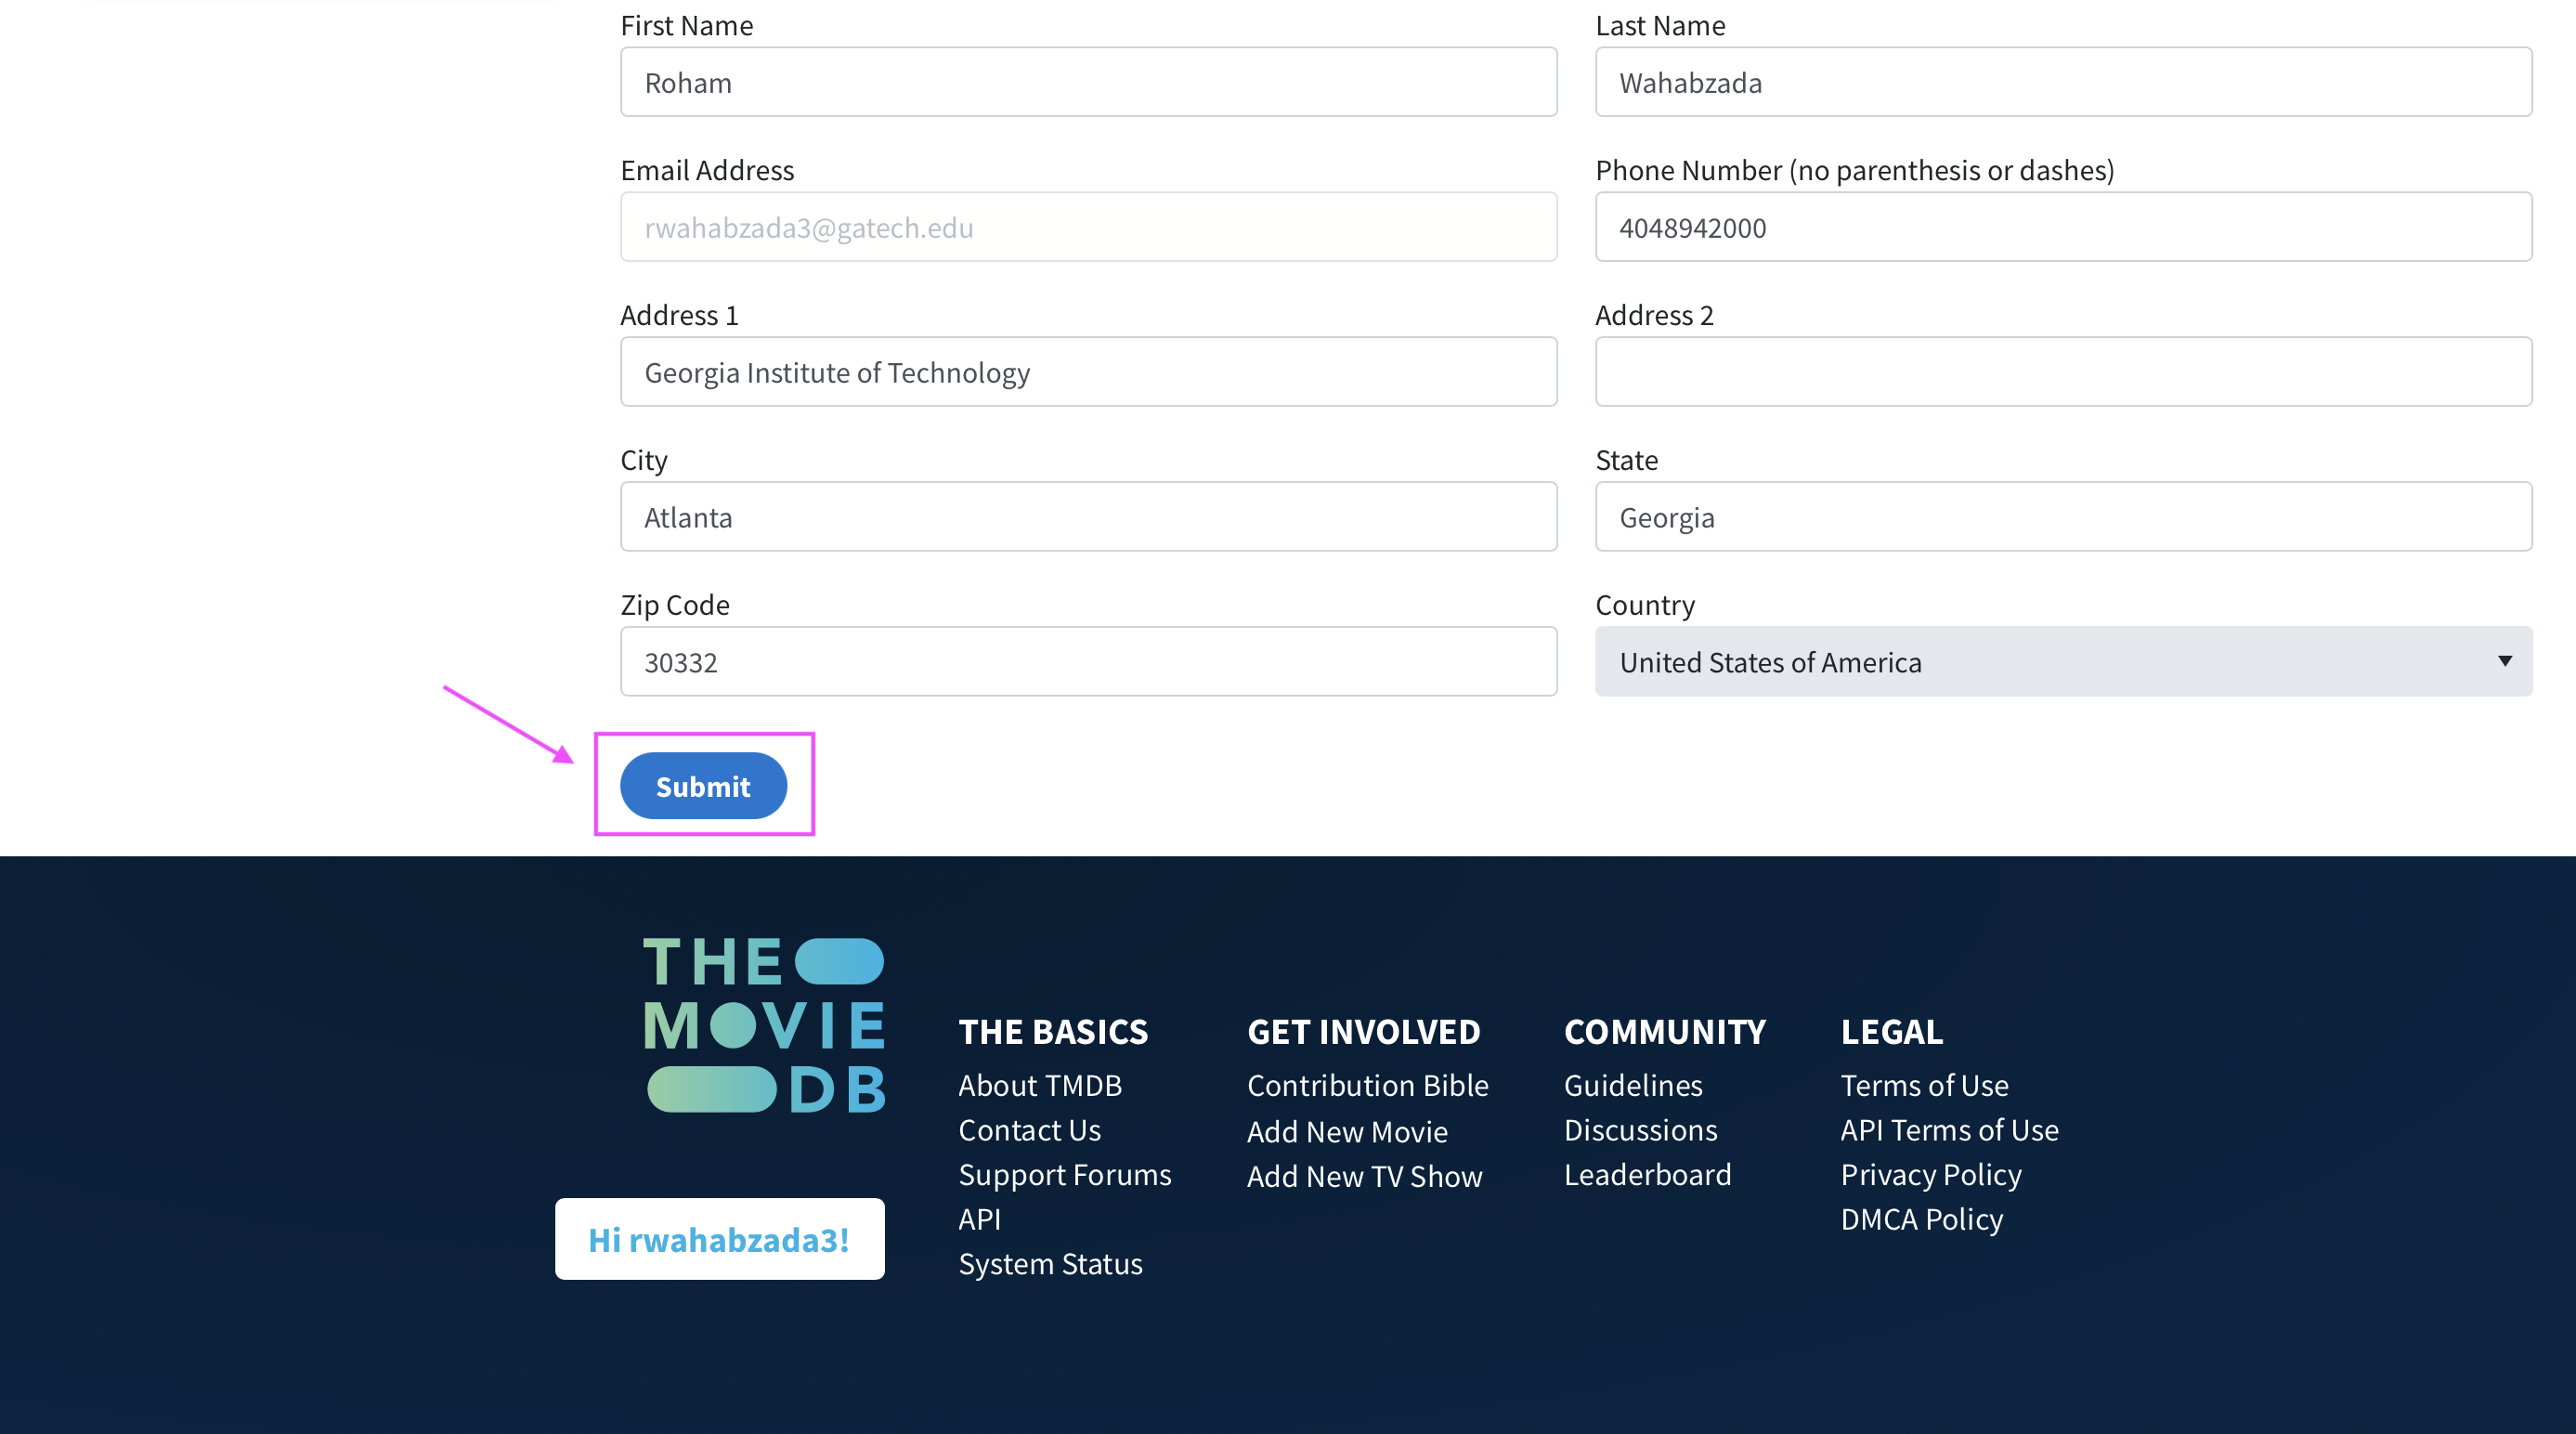 First Name
Last Name
Roham
Wahabzada
Email Address
Phone Number (no parenthesis or dashes)
rwahabzada3@gatech.edu
4048942000
Address 1
Address 2
Georgia Institute of Technology
City
State
Atlanta
Georgia
Zip Code
Country
30332
United States of America
Submit
THE
MOVIE
DB
Hi rwahabzada3!
THE BASICS
About TMDB
Contact Us
Support Forums
API
System Status
GET INVOLVED
Contribution Bible
Add New Movie
Add New TV Show
COMMUNITY
Guidelines
Discussions
Leaderboard
LEGAL
Terms of Use
API Terms of Use
Privacy Policy
DMCA Policy